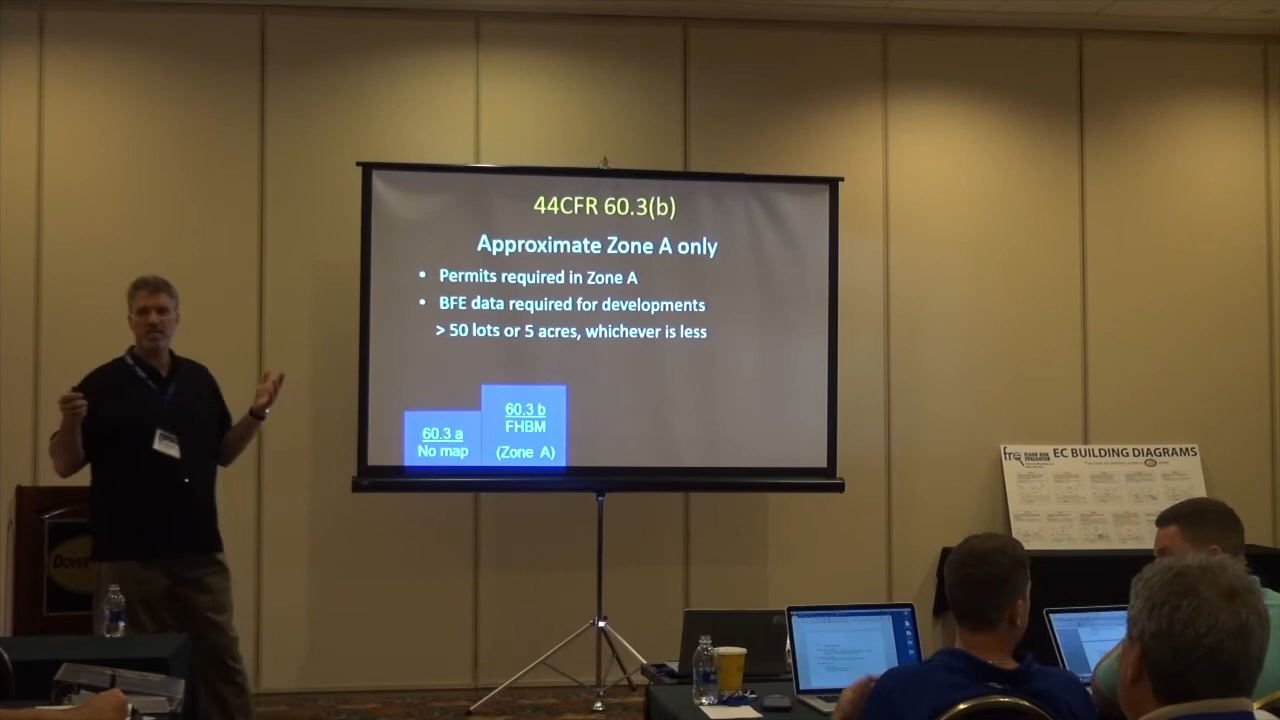 44CFR 60.3(b)
Approximate Zone A only
• Permits required in Zone A
• BFE data required for developments
> 50 lots or 5 acres, whichever is less
60.3 a
No map
60.3 b
FHBM
(Zone A)
EC BUILDING DIAGRAMS